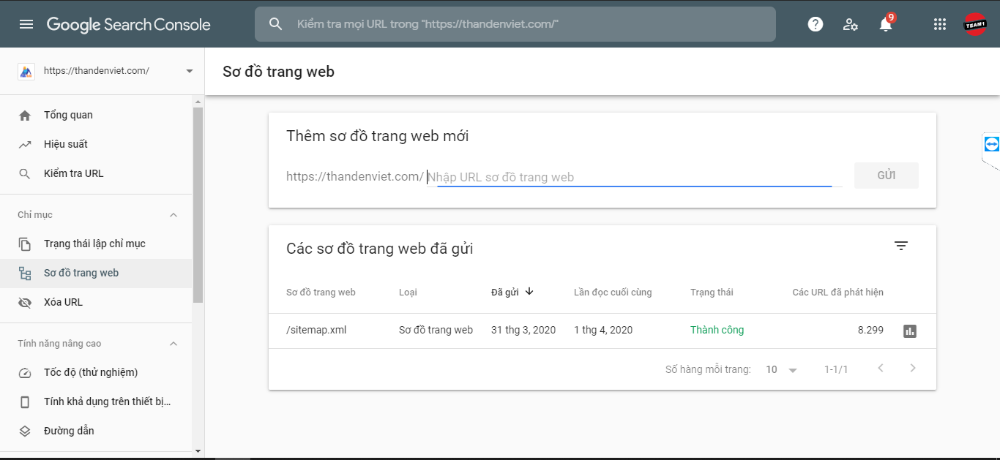 Google Search Console
Kiểm tra mọi URL trong "https://thandenviet.com/"
9
TEAM1
https://thandenviet.com/
Sơ đồ trang web
Tổng quan
Hiệu suất
Kiểm tra URL
Chỉ mục
Trạng thái lập chỉ mục
Sơ đồ trang web
Xóa URL
Tính năng nâng cao
Tốc độ (thử nghiệm)
Tính khả dụng trên thiết bị...
Đường dẫn
Thêm sơ đồ trang web mới
https://thandenviet.com/ Nhập URL sơ đồ trang web GỬI
Các sơ đồ trang web đã gửi
Sơ đồ trang web Loại Đã gửi Lần đọc cuối cùng Trạng thái Các URL đã phát hiện
/sitemap.xml Sơ đồ trang web 31 thg 3, 2020 1 thg 4, 2020 Thành công 8.299
Số hàng mỗi trang: 10 1-1/1